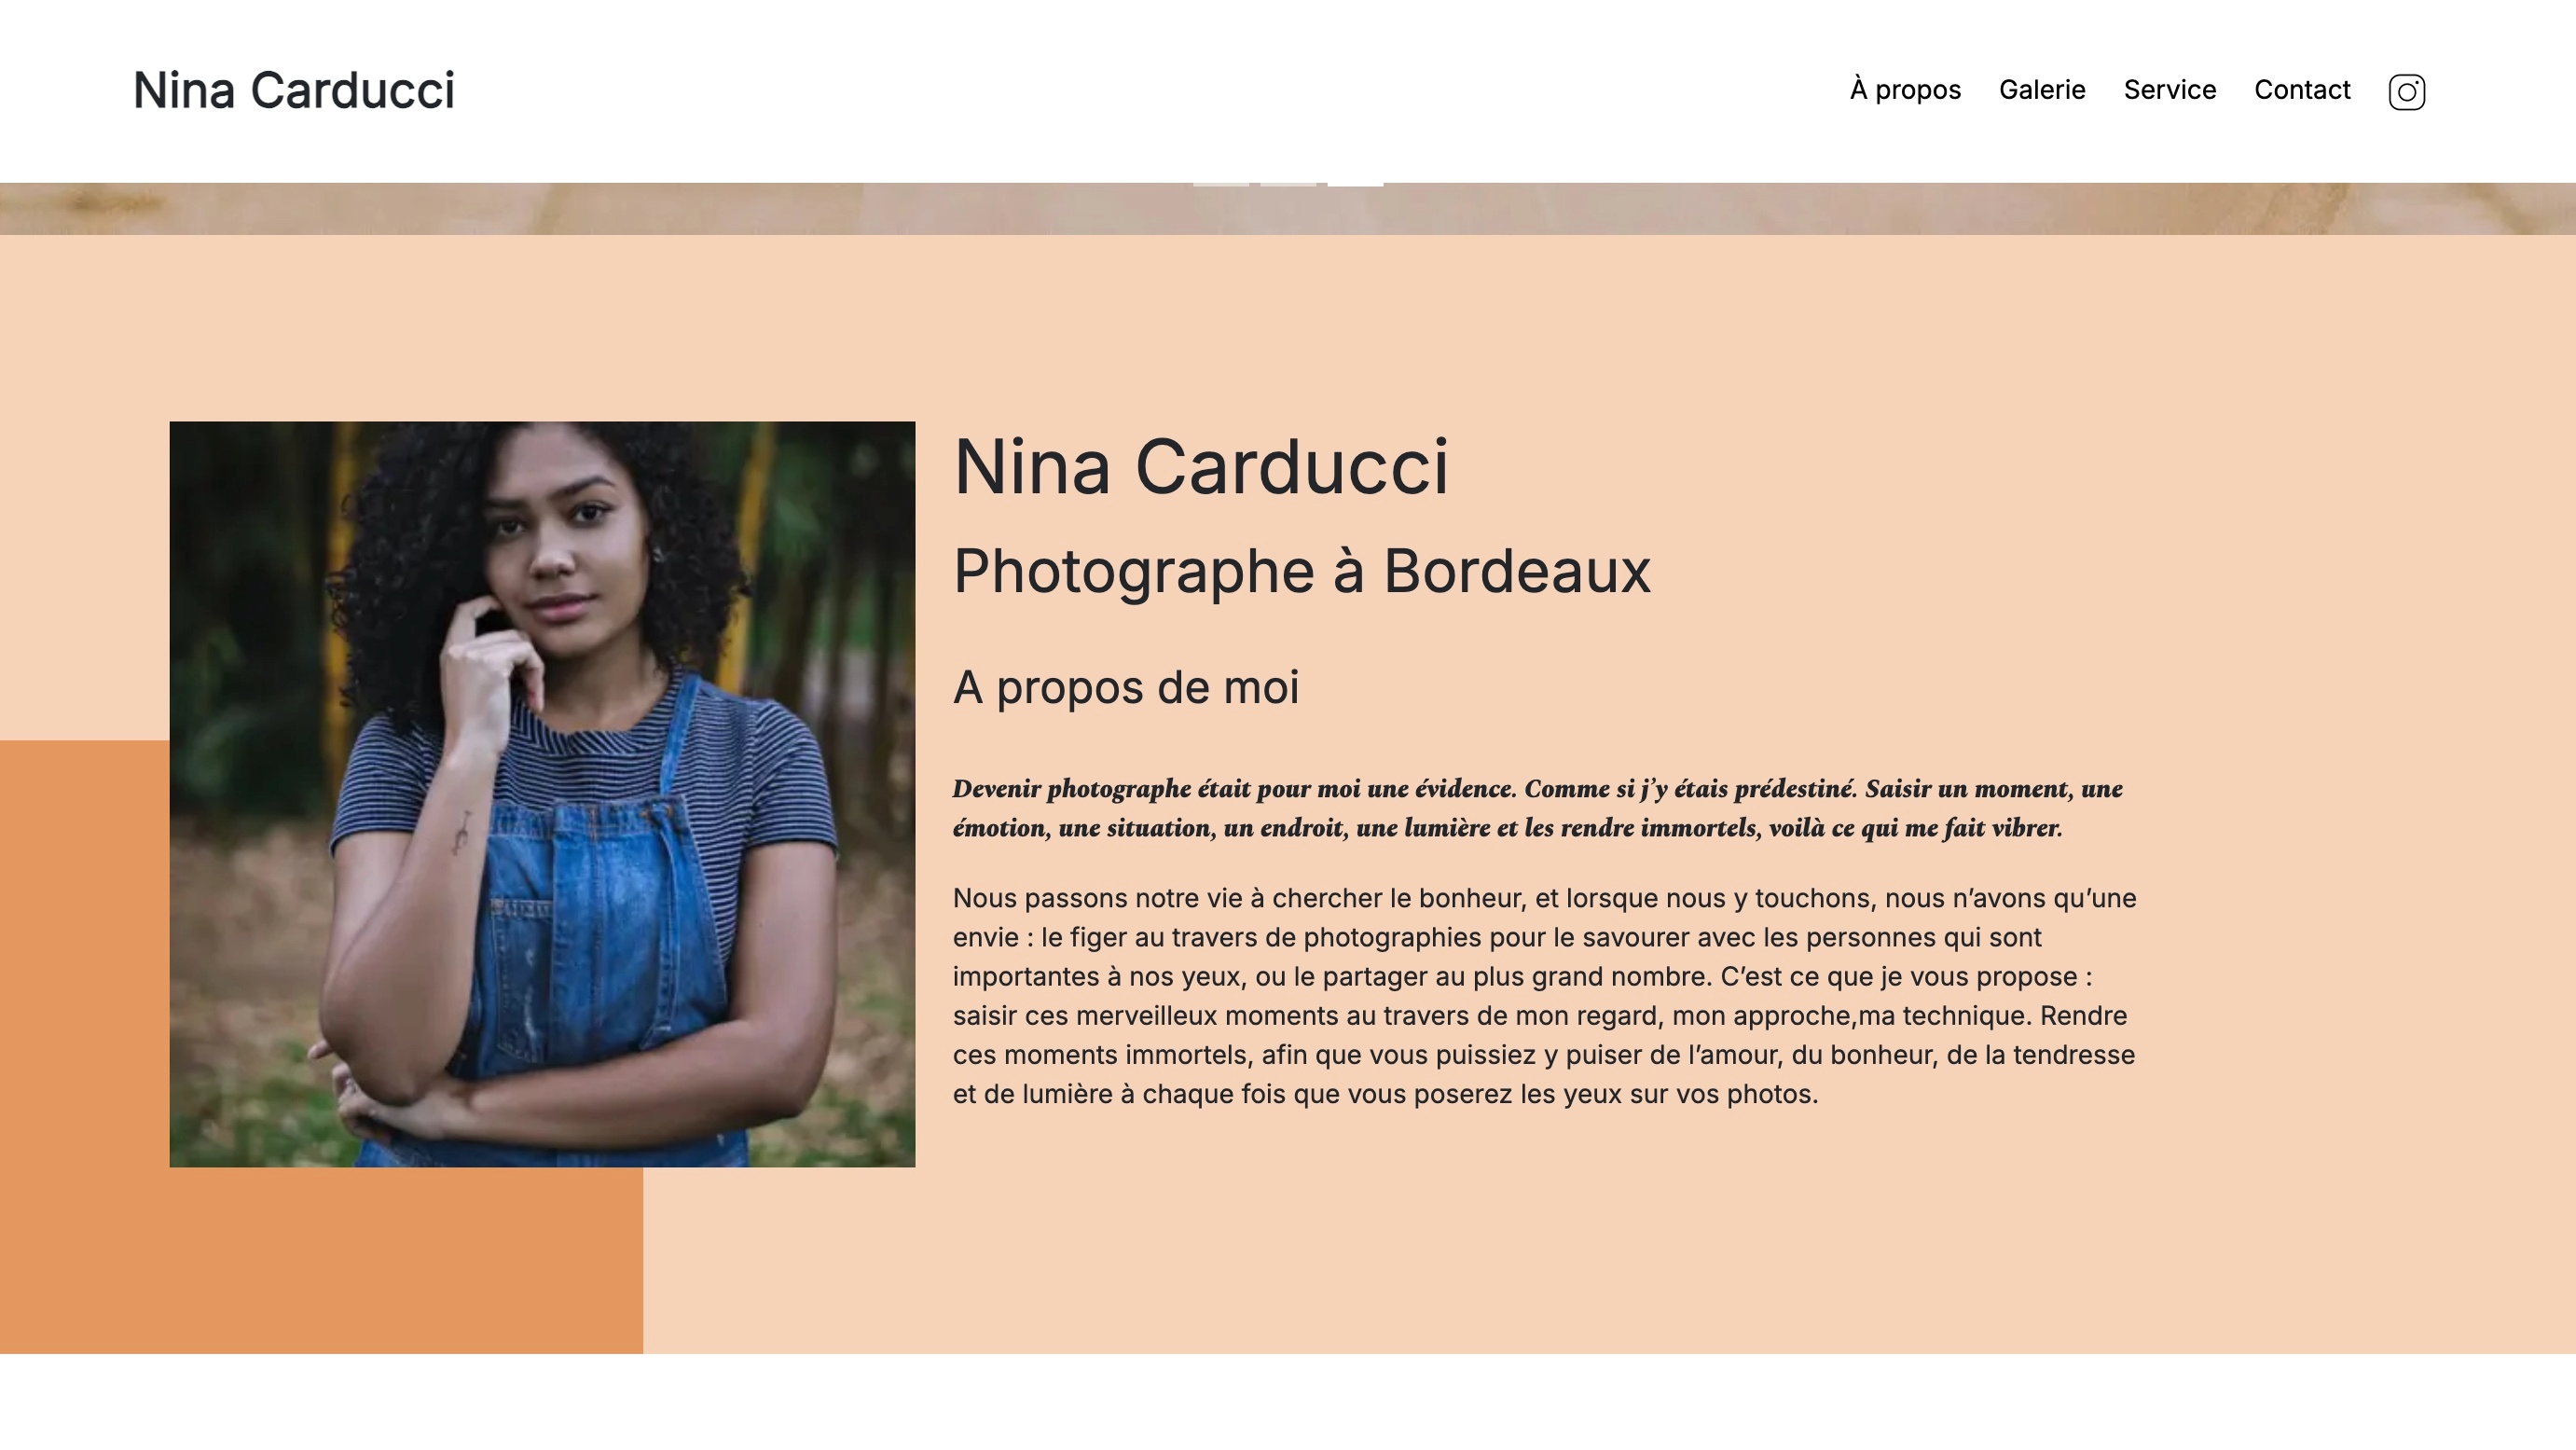 Nina Carducci
À propos Galerie Service Contact
Nina Carducci
Photographe à Bordeaux
A propos de moi
Devenir photographe était pour moi une évidence. Comme si j’y étais prédestiné. Saisir un moment, une
émotion, une situation, un endroit, une lumière et les rendre immortels, voilà ce qui me fait vibrer.
Nous passons notre vie à chercher le bonheur, et lorsque nous y touchons, nous n’avons qu’une
envie : le figer au travers de photographies pour le savourer avec les personnes qui sont
importantes à nos yeux, ou le partager au plus grand nombre. C’est ce que je vous propose :
saisir ces merveilleux moments au travers de mon regard, mon approche,ma technique. Rendre
ces moments immortels, afin que vous puissiez y puiser de l’amour, du bonheur, de la tendresse
et de lumière à chaque fois que vous poserez les yeux sur vos photos.